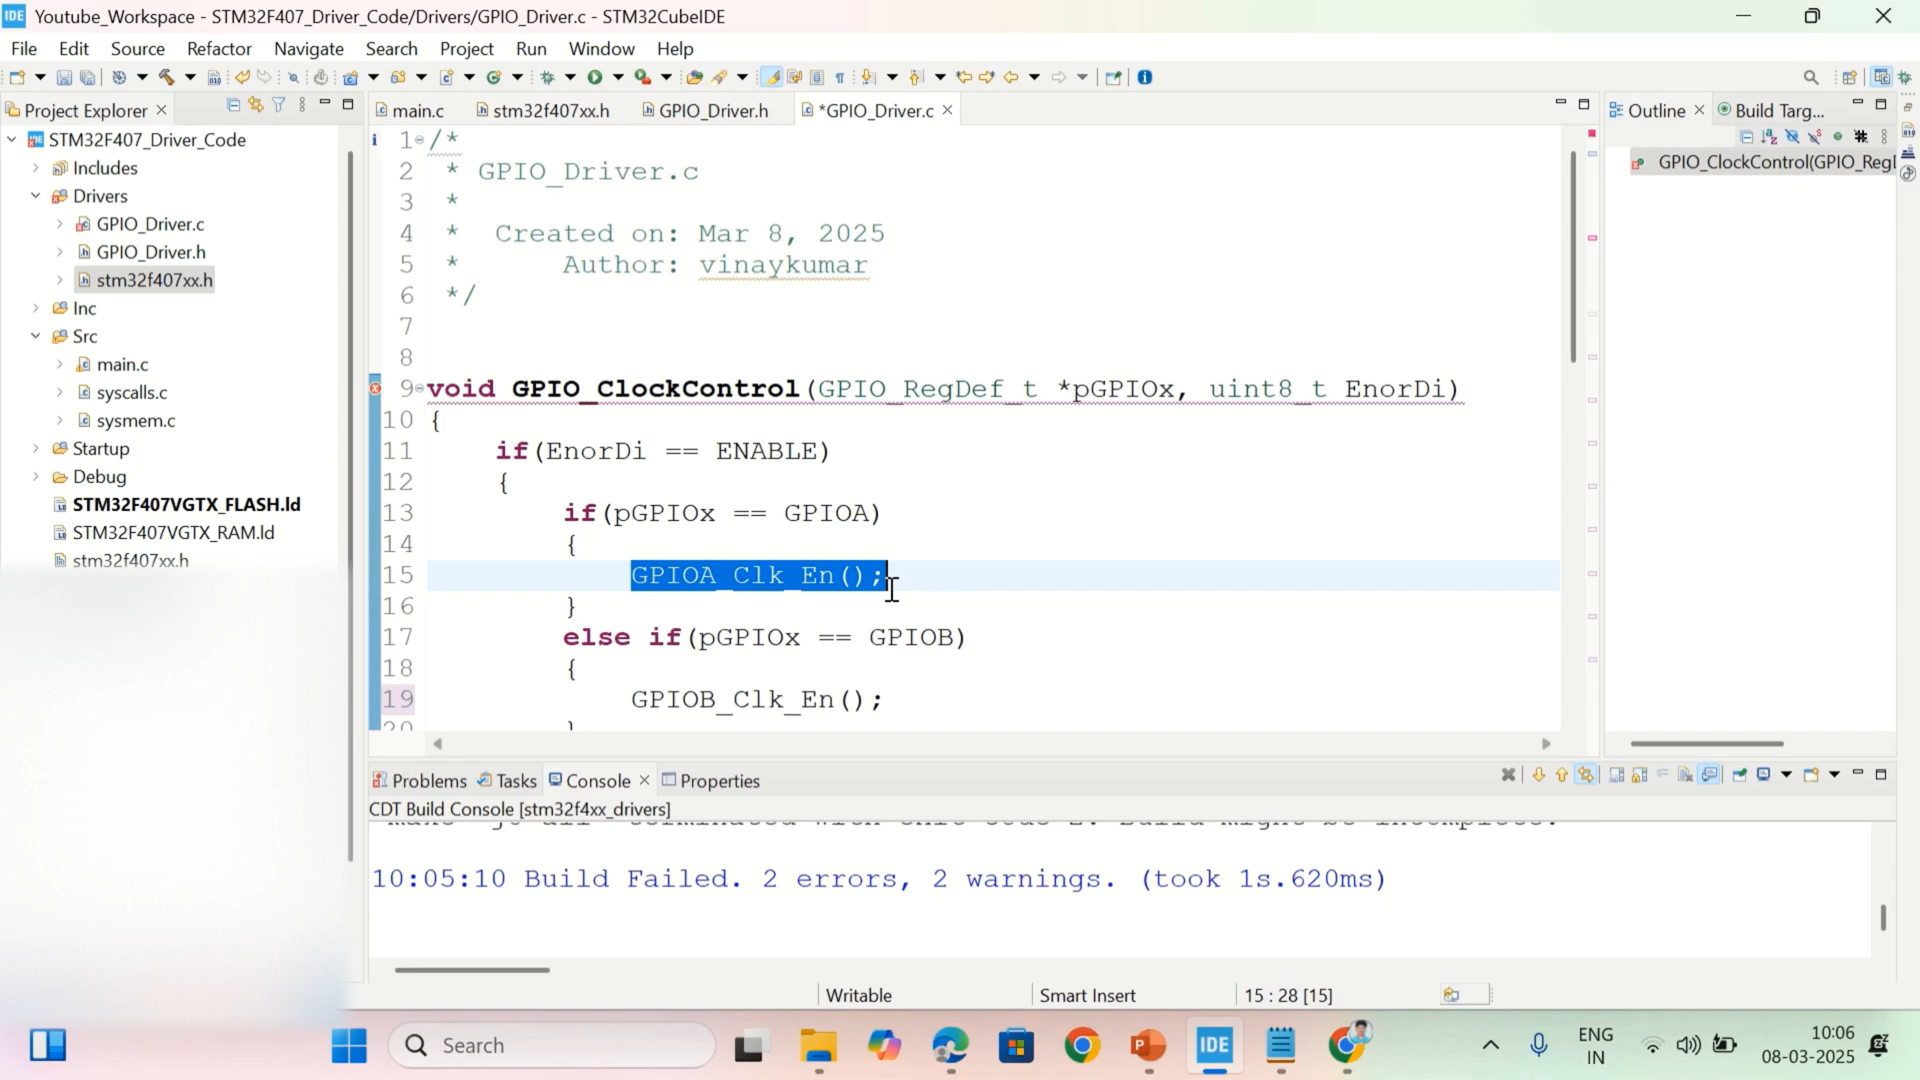 IDE Youtube_Workspace - STM32F407_Driver_Code/Drivers/GPIO_Driver.c - STM32CubeIDE
File Edit Source Refactor Navigate Search Project Run Window Help
Project Explorer
main.c stm32f407xx.h GPIO_Driver.h *GPIO_Driver.c
Outline Build Targ...
STM32F407_Driver_Code
Includes
Drivers
GPIO_Driver.c
GPIO_Driver.h
stm32f407xx.h
Inc
Src
main.c
syscalls.c
sysmem.c
Startup
Debug
STM32F407VGTX_FLASH.ld
STM32F407VGTX_RAM.ld
stm32f407xx.h
1 /*
2 * GPIO_Driver.c
3 *
4 * Created on: Mar 8, 2025
5 * Author: vinaykumar
6 */
7
8
9 void GPIO_ClockControl(GPIO_RegDef_t *pGPIOx, uint8_t EnorDi)
10 {
11 if(EnorDi == ENABLE)
12 {
13 if(pGPIOx == GPIOA)
14 {
15 GPIOA_Clk_En();
16 }
17 else if(pGPIOx == GPIOB)
18 {
19 GPIOB_Clk_En();
20 }
GPIO_ClockControl(GPIO_Reg
Problems Tasks Console Properties
CDT Build Console [stm32f4xx_drivers]
10:05:10 Build Failed. 2 errors, 2 warnings. (took 1s.620ms)
Writable Smart Insert 15 : 28 [15]
Search
IDE
ENG
IN
10:06
08-03-2025